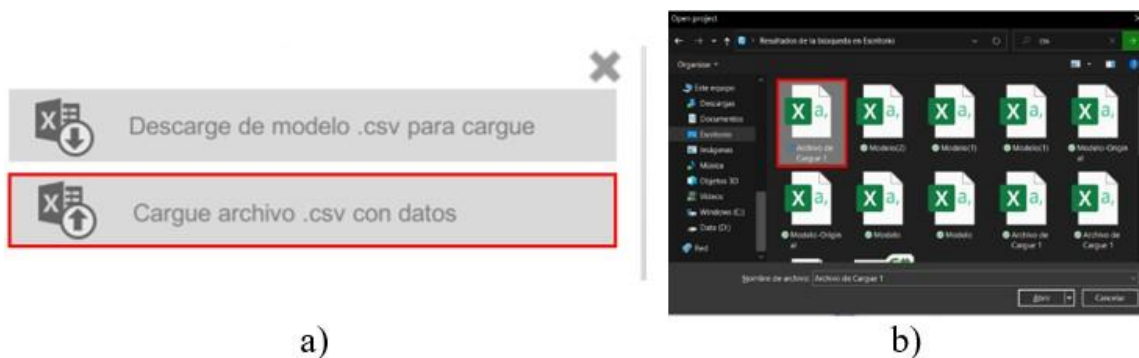 Descarge de modelo .csv para cargue
Cargue archivo .csv con datos
a)
Open project
Resultados de la búsqueda en Escritorio
csv
Organizar
Este equipo
Descargas
Documentos
Escritorio
Imágenes
Música
Objetos 3D
Vídeos
Windows (C:)
Data (D:)
Red
Archivo de Cargue 1
Modelo(2)
Modelo(1)
Modelo(1)
Modelo-Original
Modelo-Original
Modelo
Modelo
Archivo de Cargue 1
Archivo de Cargue 1
Nombre de archivo: Archivo de Cargue 1
Abrir
Cancelar
b)